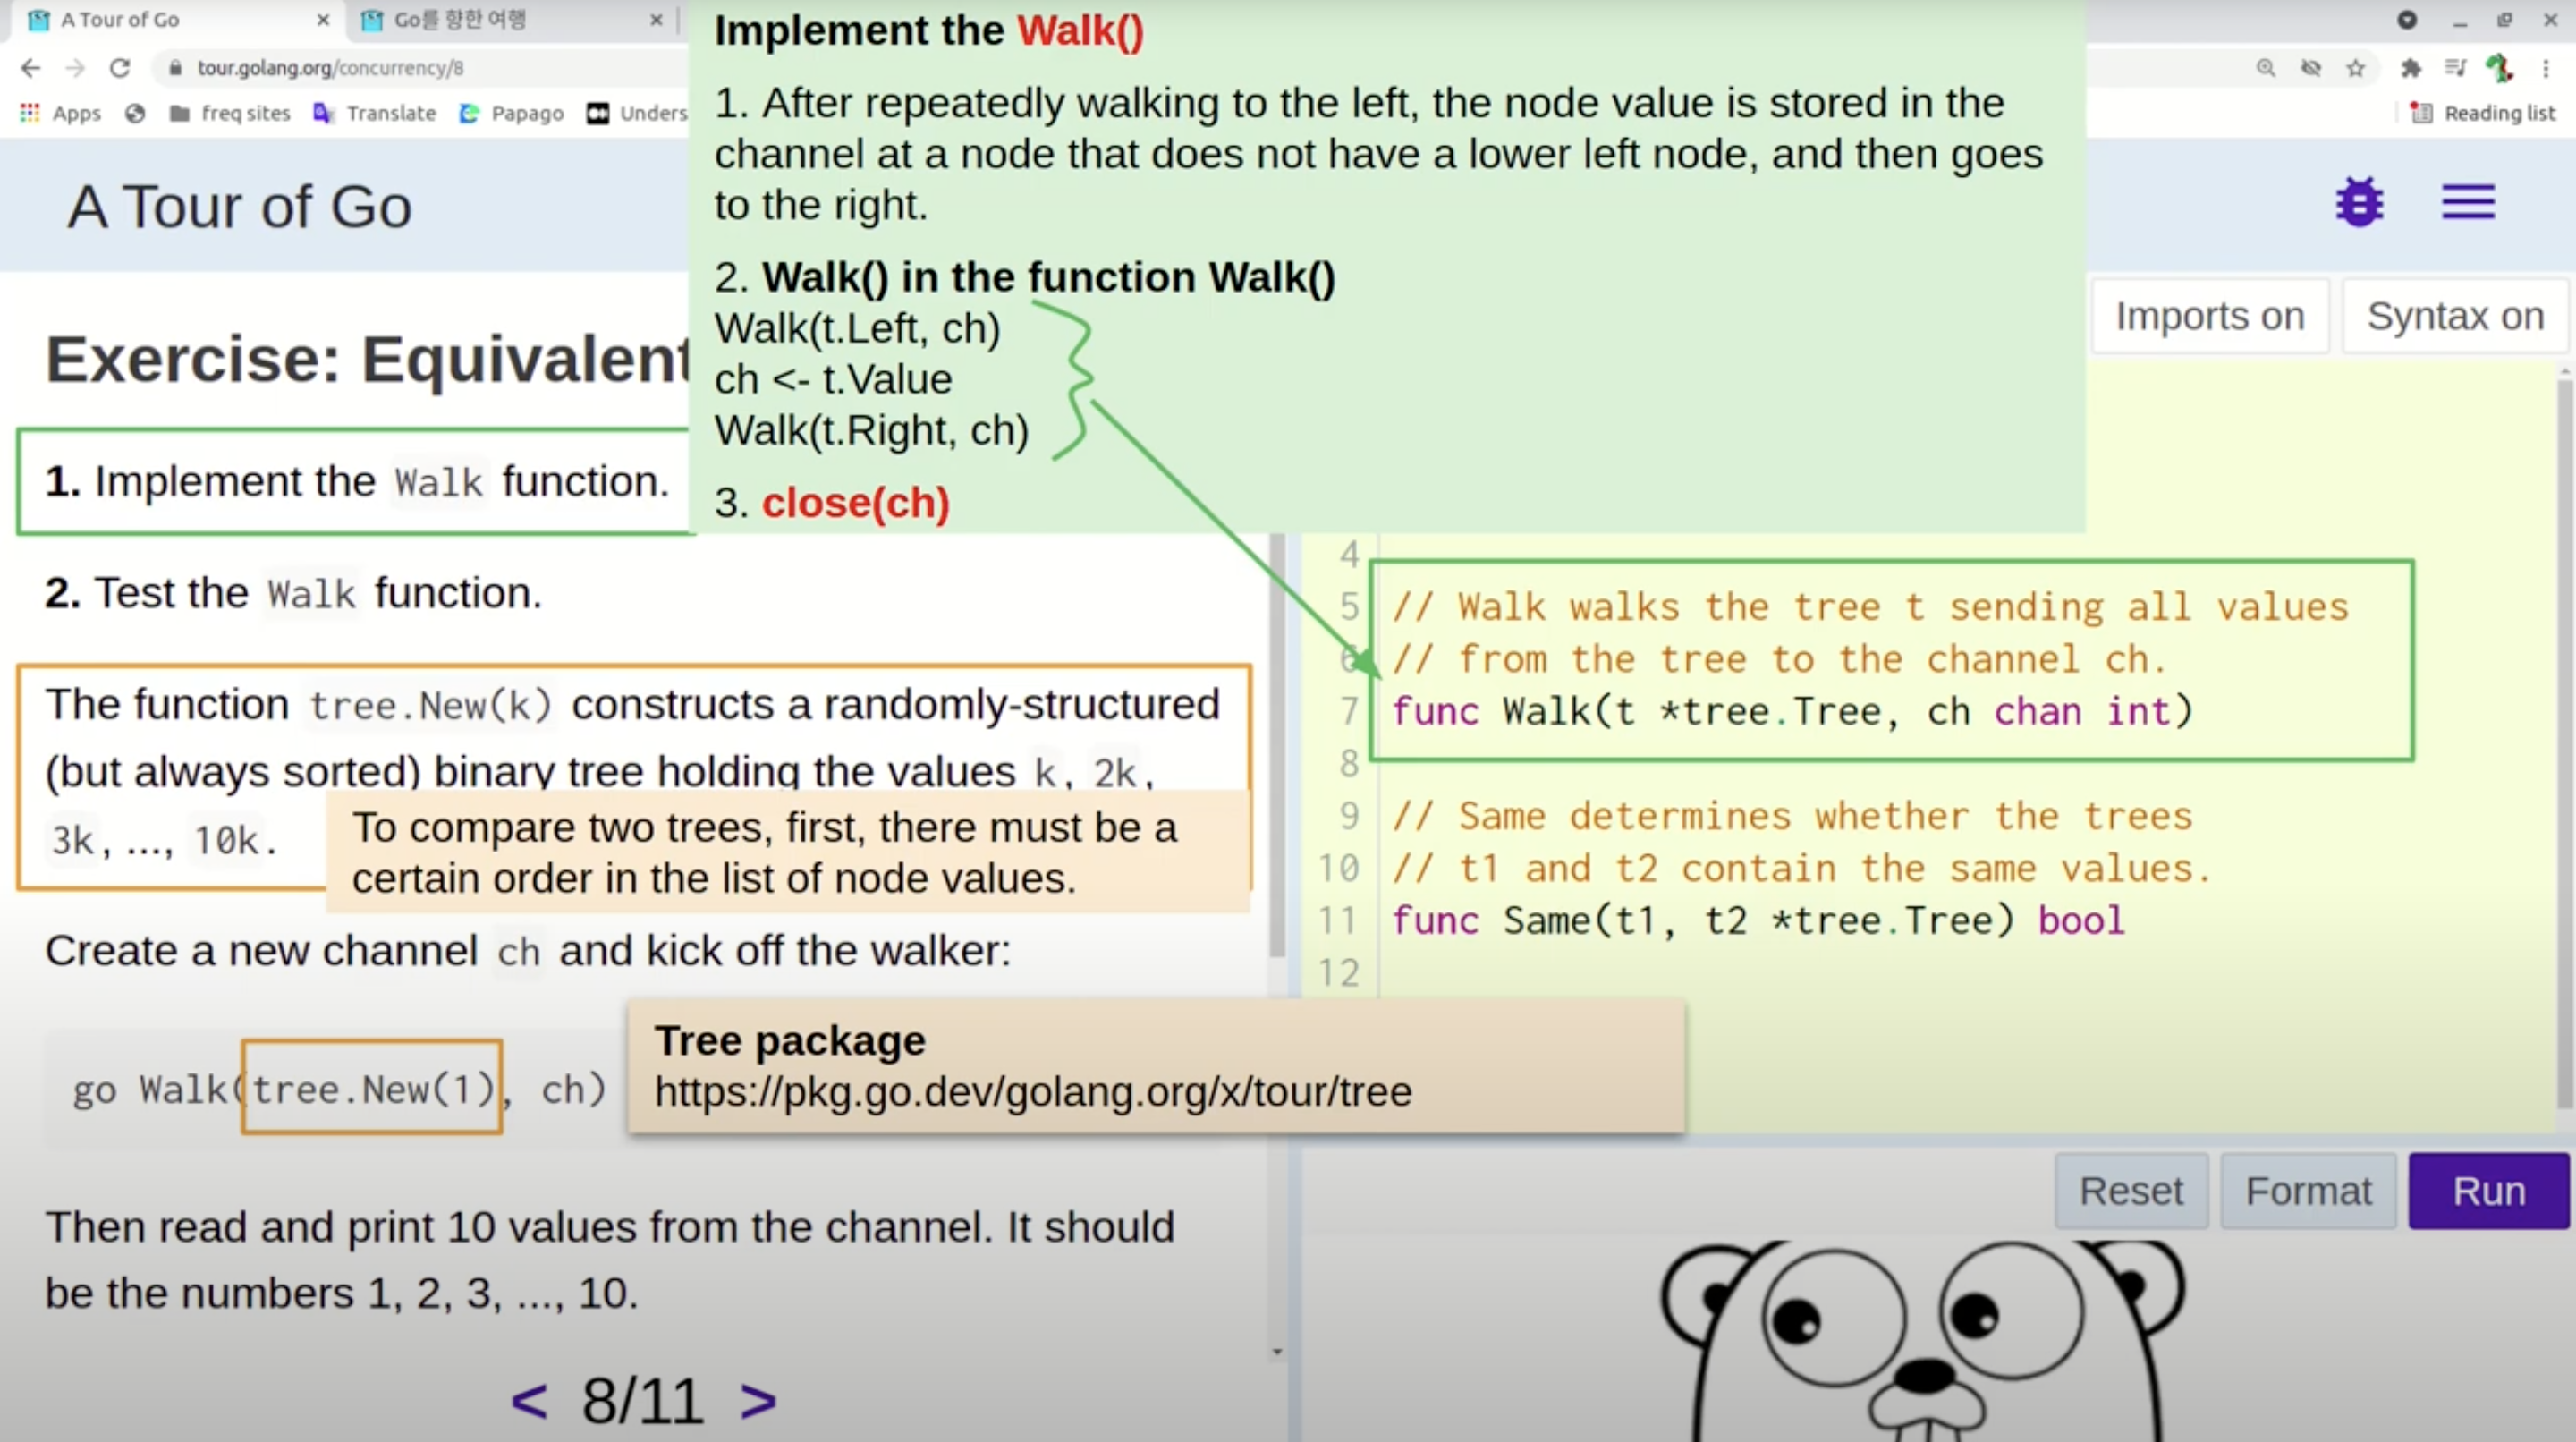 A Tour of Go
Go를 향한 여행
tour.golang.org/concurrency/8
Apps
freq sites
Translate
Papago
Unders
Reading list
A Tour of Go
Implement the Walk()
1. After repeatedly walking to the left, the node value is stored in the
channel at a node that does not have a lower left node, and then goes
to the right.
2. Walk() in the function Walk()
Walk(t.Left, ch)
ch <- t.Value
Walk(t.Right, ch)
3. close(ch)
Imports on
Syntax on
Exercise: Equivalent
1. Implement the Walk function.
2. Test the Walk function.
The function tree.New(k) constructs a randomly-structured
(but always sorted) binary tree holding the values k, 2k,
3k, ..., 10k.
To compare two trees, first, there must be a
certain order in the list of node values.
Create a new channel ch and kick off the walker:
go Walk(tree.New(1), ch)
Tree package
https://pkg.go.dev/golang.org/x/tour/tree
Then read and print 10 values from the channel. It should
be the numbers 1, 2, 3, ..., 10.
< 8/11 >
4
5 // Walk walks the tree t sending all values
6 // from the tree to the channel ch.
7 func Walk(t *tree.Tree, ch chan int)
8
9 // Same determines whether the trees
10 // t1 and t2 contain the same values.
11 func Same(t1, t2 *tree.Tree) bool
12
Reset
Format
Run